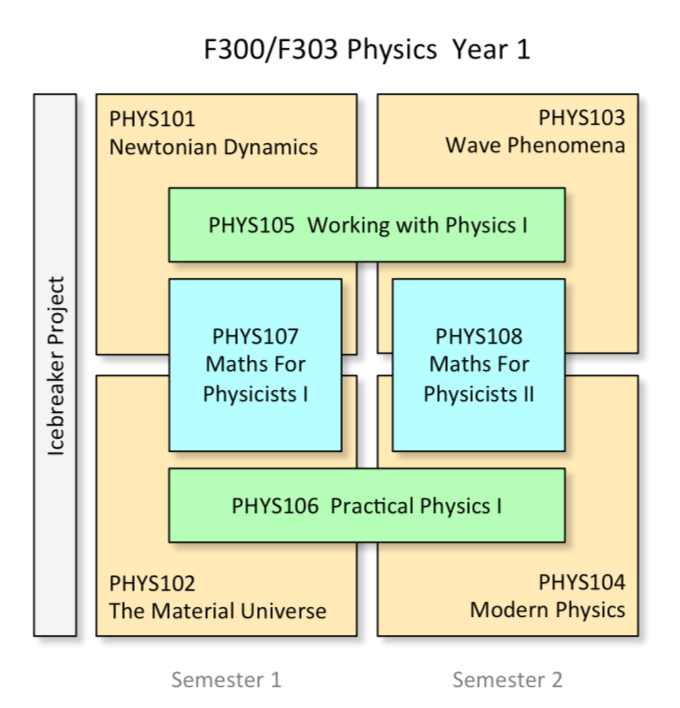 F300/F303 Physics  Year 1
Icebreaker Project
PHYS101
Newtonian Dynamics
PHYS103
Wave Phenomena
PHYS105  Working with Physics I
PHYS107
Maths For
Physicists I
PHYS108
Maths For
Physicists II
PHYS106  Practical Physics I
PHYS102
The Material Universe
PHYS104
Modern Physics
Semester 1
Semester 2